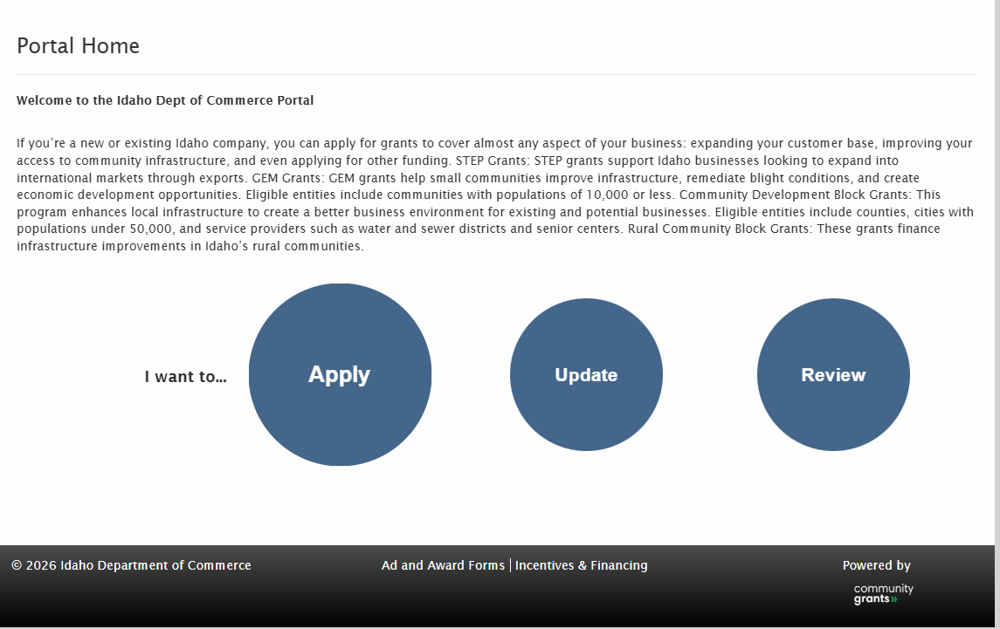 Portal Home
Welcome to the Idaho Dept of Commerce Portal
If you’re a new or existing Idaho company, you can apply for grants to cover almost any aspect of your business: expanding your customer base, improving your
access to community infrastructure, and even applying for other funding. STEP Grants: STEP grants support Idaho businesses looking to expand into
international markets through exports. GEM Grants: GEM grants help small communities improve infrastructure, remediate blight conditions, and create
economic development opportunities. Eligible entities include communities with populations of 10,000 or less. Community Development Block Grants: This
program enhances local infrastructure to create a better business environment for existing and potential businesses. Eligible entities include counties, cities with
populations under 50,000, and service providers such as water and sewer districts and senior centers. Rural Community Block Grants: These grants finance
infrastructure improvements in Idaho’s rural communities.
I want to...
Apply
Update
Review
© 2026 Idaho Department of Commerce
Ad and Award Forms | Incentives & Financing
Powered by
community
grants»